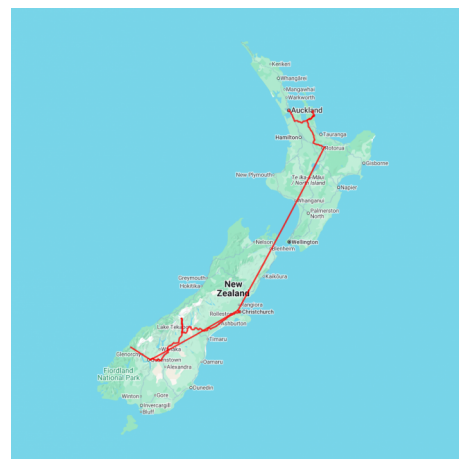 Kerikeri
Whangārei
Mangawhai
Warkworth
Auckland
Hamilton
Tauranga
Rotorua
Gisborne
New Plymouth
Te Ika-a-Māui
/ North Island
Napier
Whanganui
Palmerston
North
Nelson
Wellington
Blenheim
Greymouth
Hokitika
Kaikōura
New
Zealand
Rangiora
Rolleston
Christchurch
Ashburton
Lake Tekapo
Timaru
Glenorchy
Wanaka
Queenstown
Oamaru
Fiordland
National Park
Alexandra
Dunedin
Winton
Gore
Invercargill
Bluff